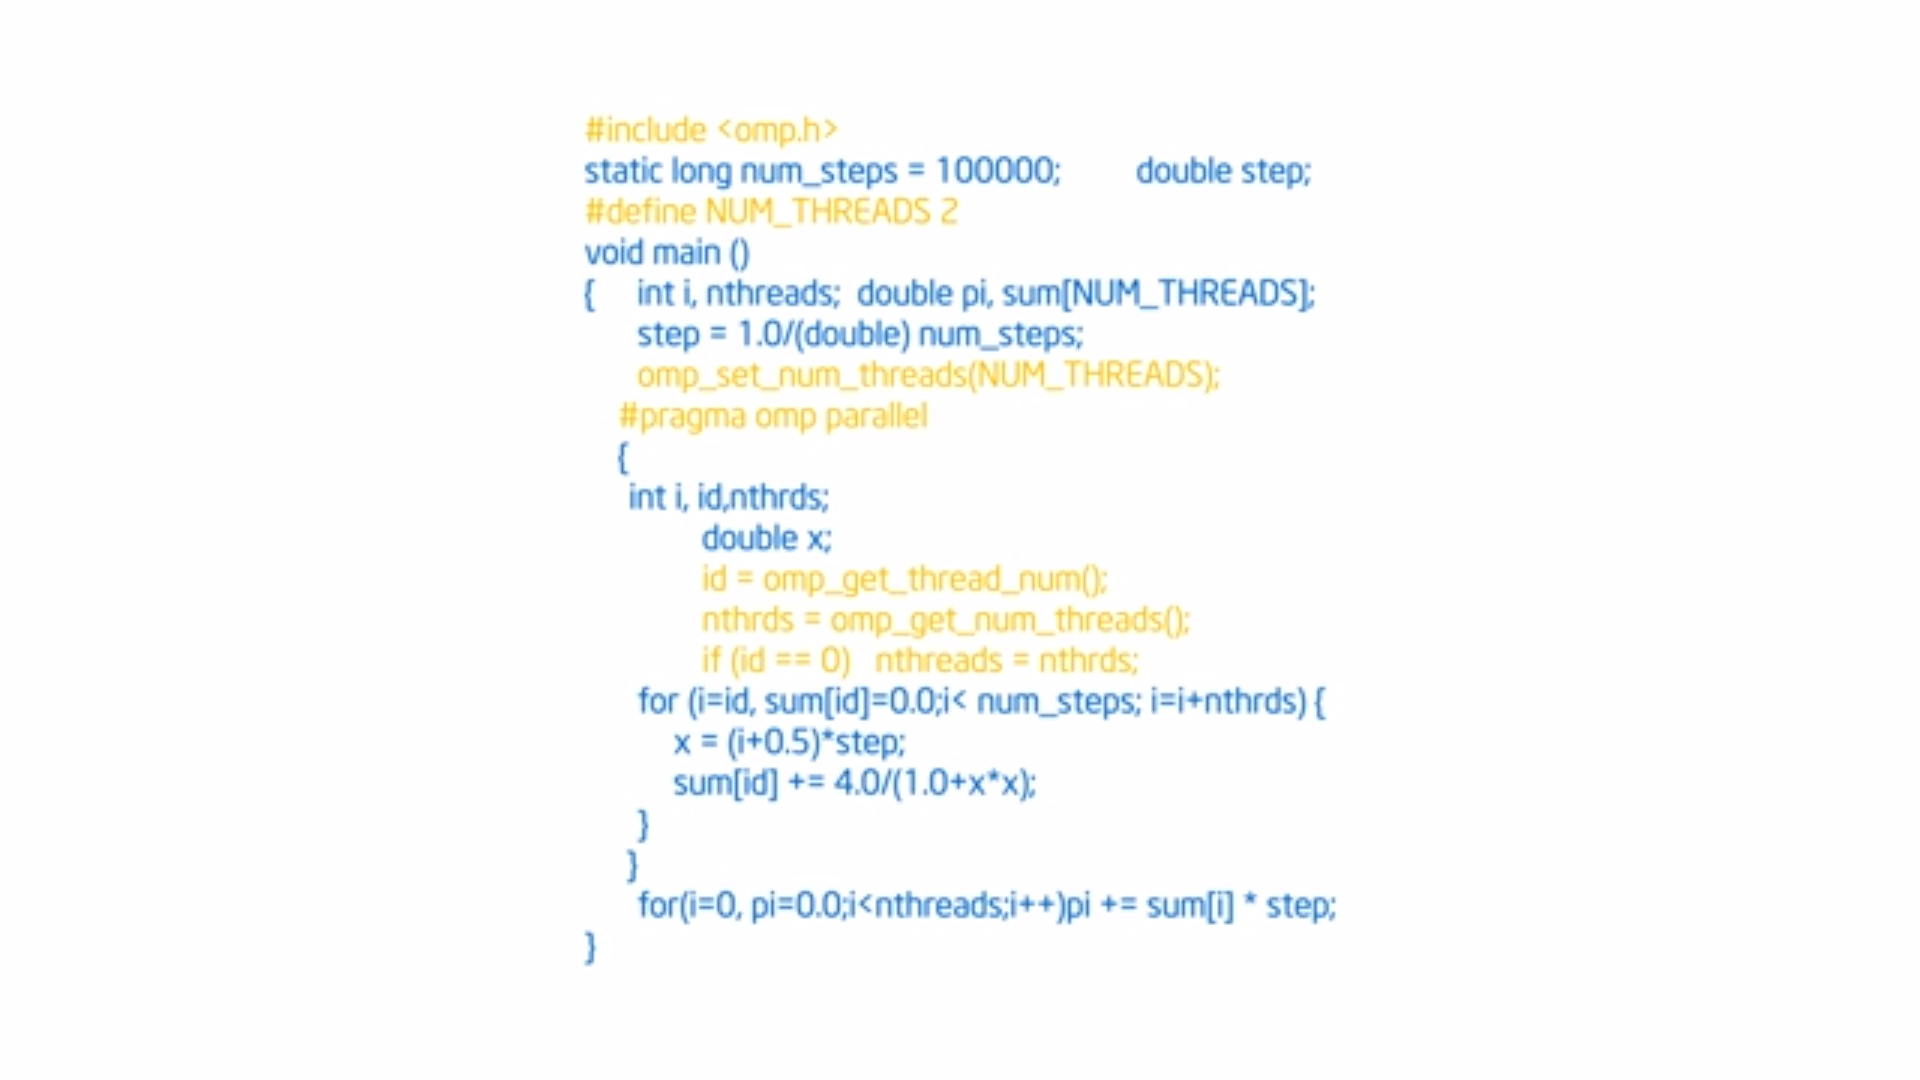 #include <omp.h>
static long num_steps = 100000; double step;
#define NUM_THREADS 2
void main ()
{ int i, nthreads; double pi, sum[NUM_THREADS];
step = 1.0/(double) num_steps;
omp_set_num_threads(NUM_THREADS);
#pragma omp parallel
{
int i, id,nthrds;
double x;
id = omp_get_thread_num();
nthrds = omp_get_num_threads();
if (id == 0) nthreads = nthrds;
for (i=id, sum[id]=0.0;i< num_steps; i=i+nthrds) {
x = (i+0.5)*step;
sum[id] += 4.0/(1.0+x*x);
}
}
for(i=0, pi=0.0;i<nthreads;i++)pi += sum[i] * step;
}